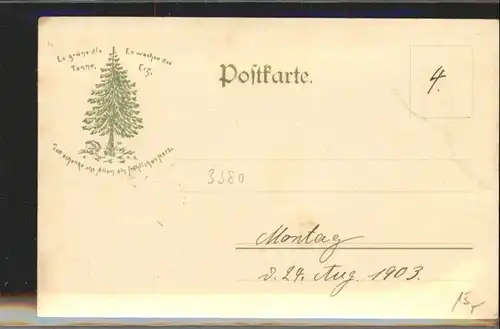 Es grüne die Tanne,
Es wachse das Erz,
Gott schenke uns Allen ein fröhliches Herz.
Postkarte.
4.
3380
Montag
d. 24. Aug. 1903.